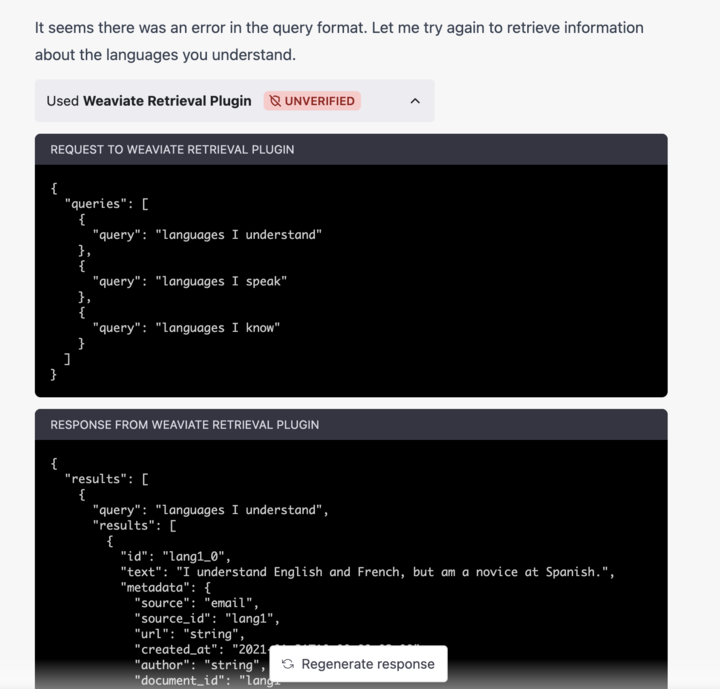 It seems there was an error in the query format. Let me try again to retrieve information
about the languages you understand.
Used Weaviate Retrieval Plugin UNVERIFIED
REQUEST TO WEAVIATE RETRIEVAL PLUGIN
{
"queries": [
{
"query": "languages I understand"
},
{
"query": "languages I speak"
},
{
"query": "languages I know"
}
]
}
RESPONSE FROM WEAVIATE RETRIEVAL PLUGIN
{
"results": [
{
"query": "languages I understand",
"results": [
{
"id": "lang1_0",
"text": "I understand English and French, but am a novice at Spanish.",
"metadata": {
"source": "email",
"source_id": "lang1",
"url": "string",
"created_at": "2021
"author": "string",
Regenerate response
"document_id":